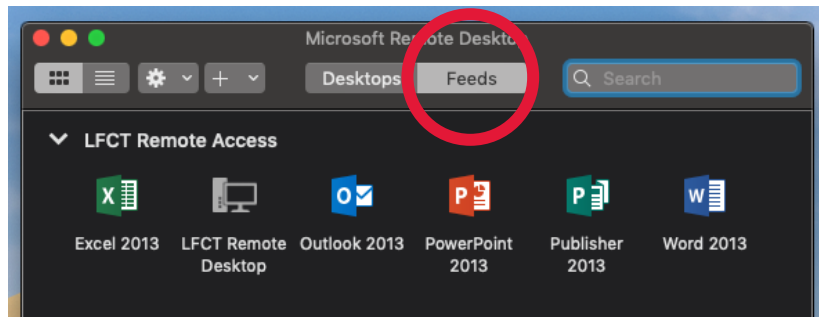 Microsoft Remote Desktop
Desktops Feeds Search
LFCT Remote Access
Excel 2013 LFCT Remote Desktop Outlook 2013 PowerPoint 2013 Publisher 2013 Word 2013